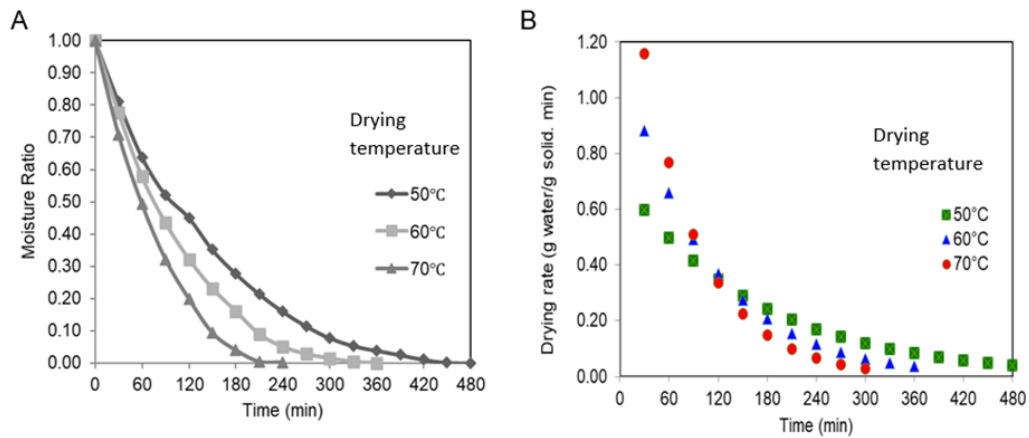 A
1.00
0.90
0.80
0.70
0.60
0.50
0.40
0.30
0.20
0.10
0.00
Moisture Ratio
0 60 120 180 240 300 360 420 480
Time (min)
Drying
temperature
50℃
60℃
70℃
B
1.20
1.00
0.80
0.60
0.40
0.20
0.00
Drying rate (g water/g solid. min)
0 60 120 180 240 300 360 420 480
Time (min)
Drying
temperature
50°C
60°C
70°C